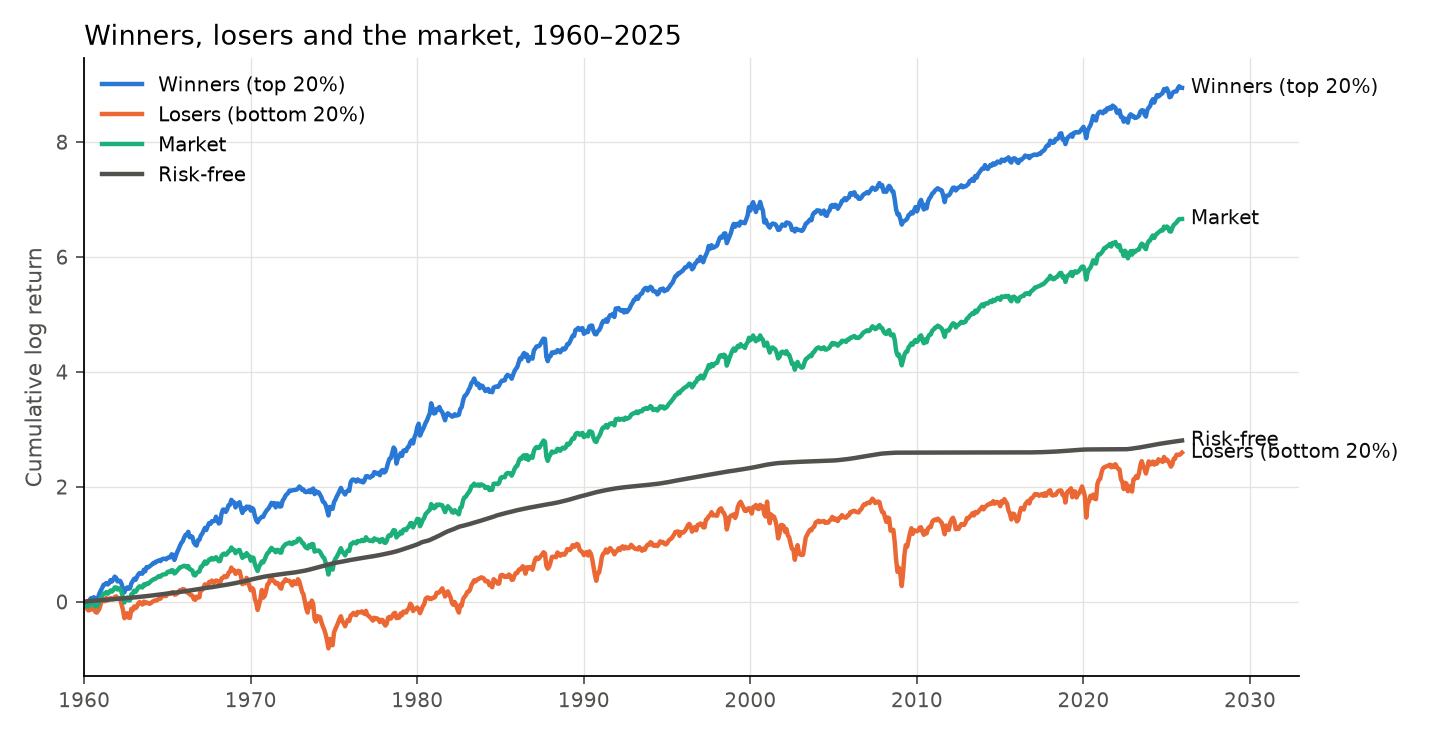 Winners, losers and the market, 1960–2025
Winners (top 20%)
Losers (bottom 20%)
Market
Risk-free
Cumulative log return
8
6
4
2
0
1960
1970
1980
1990
2000
2010
2020
2030
Winners (top 20%)
Market
Risk-free
Losers (bottom 20%)